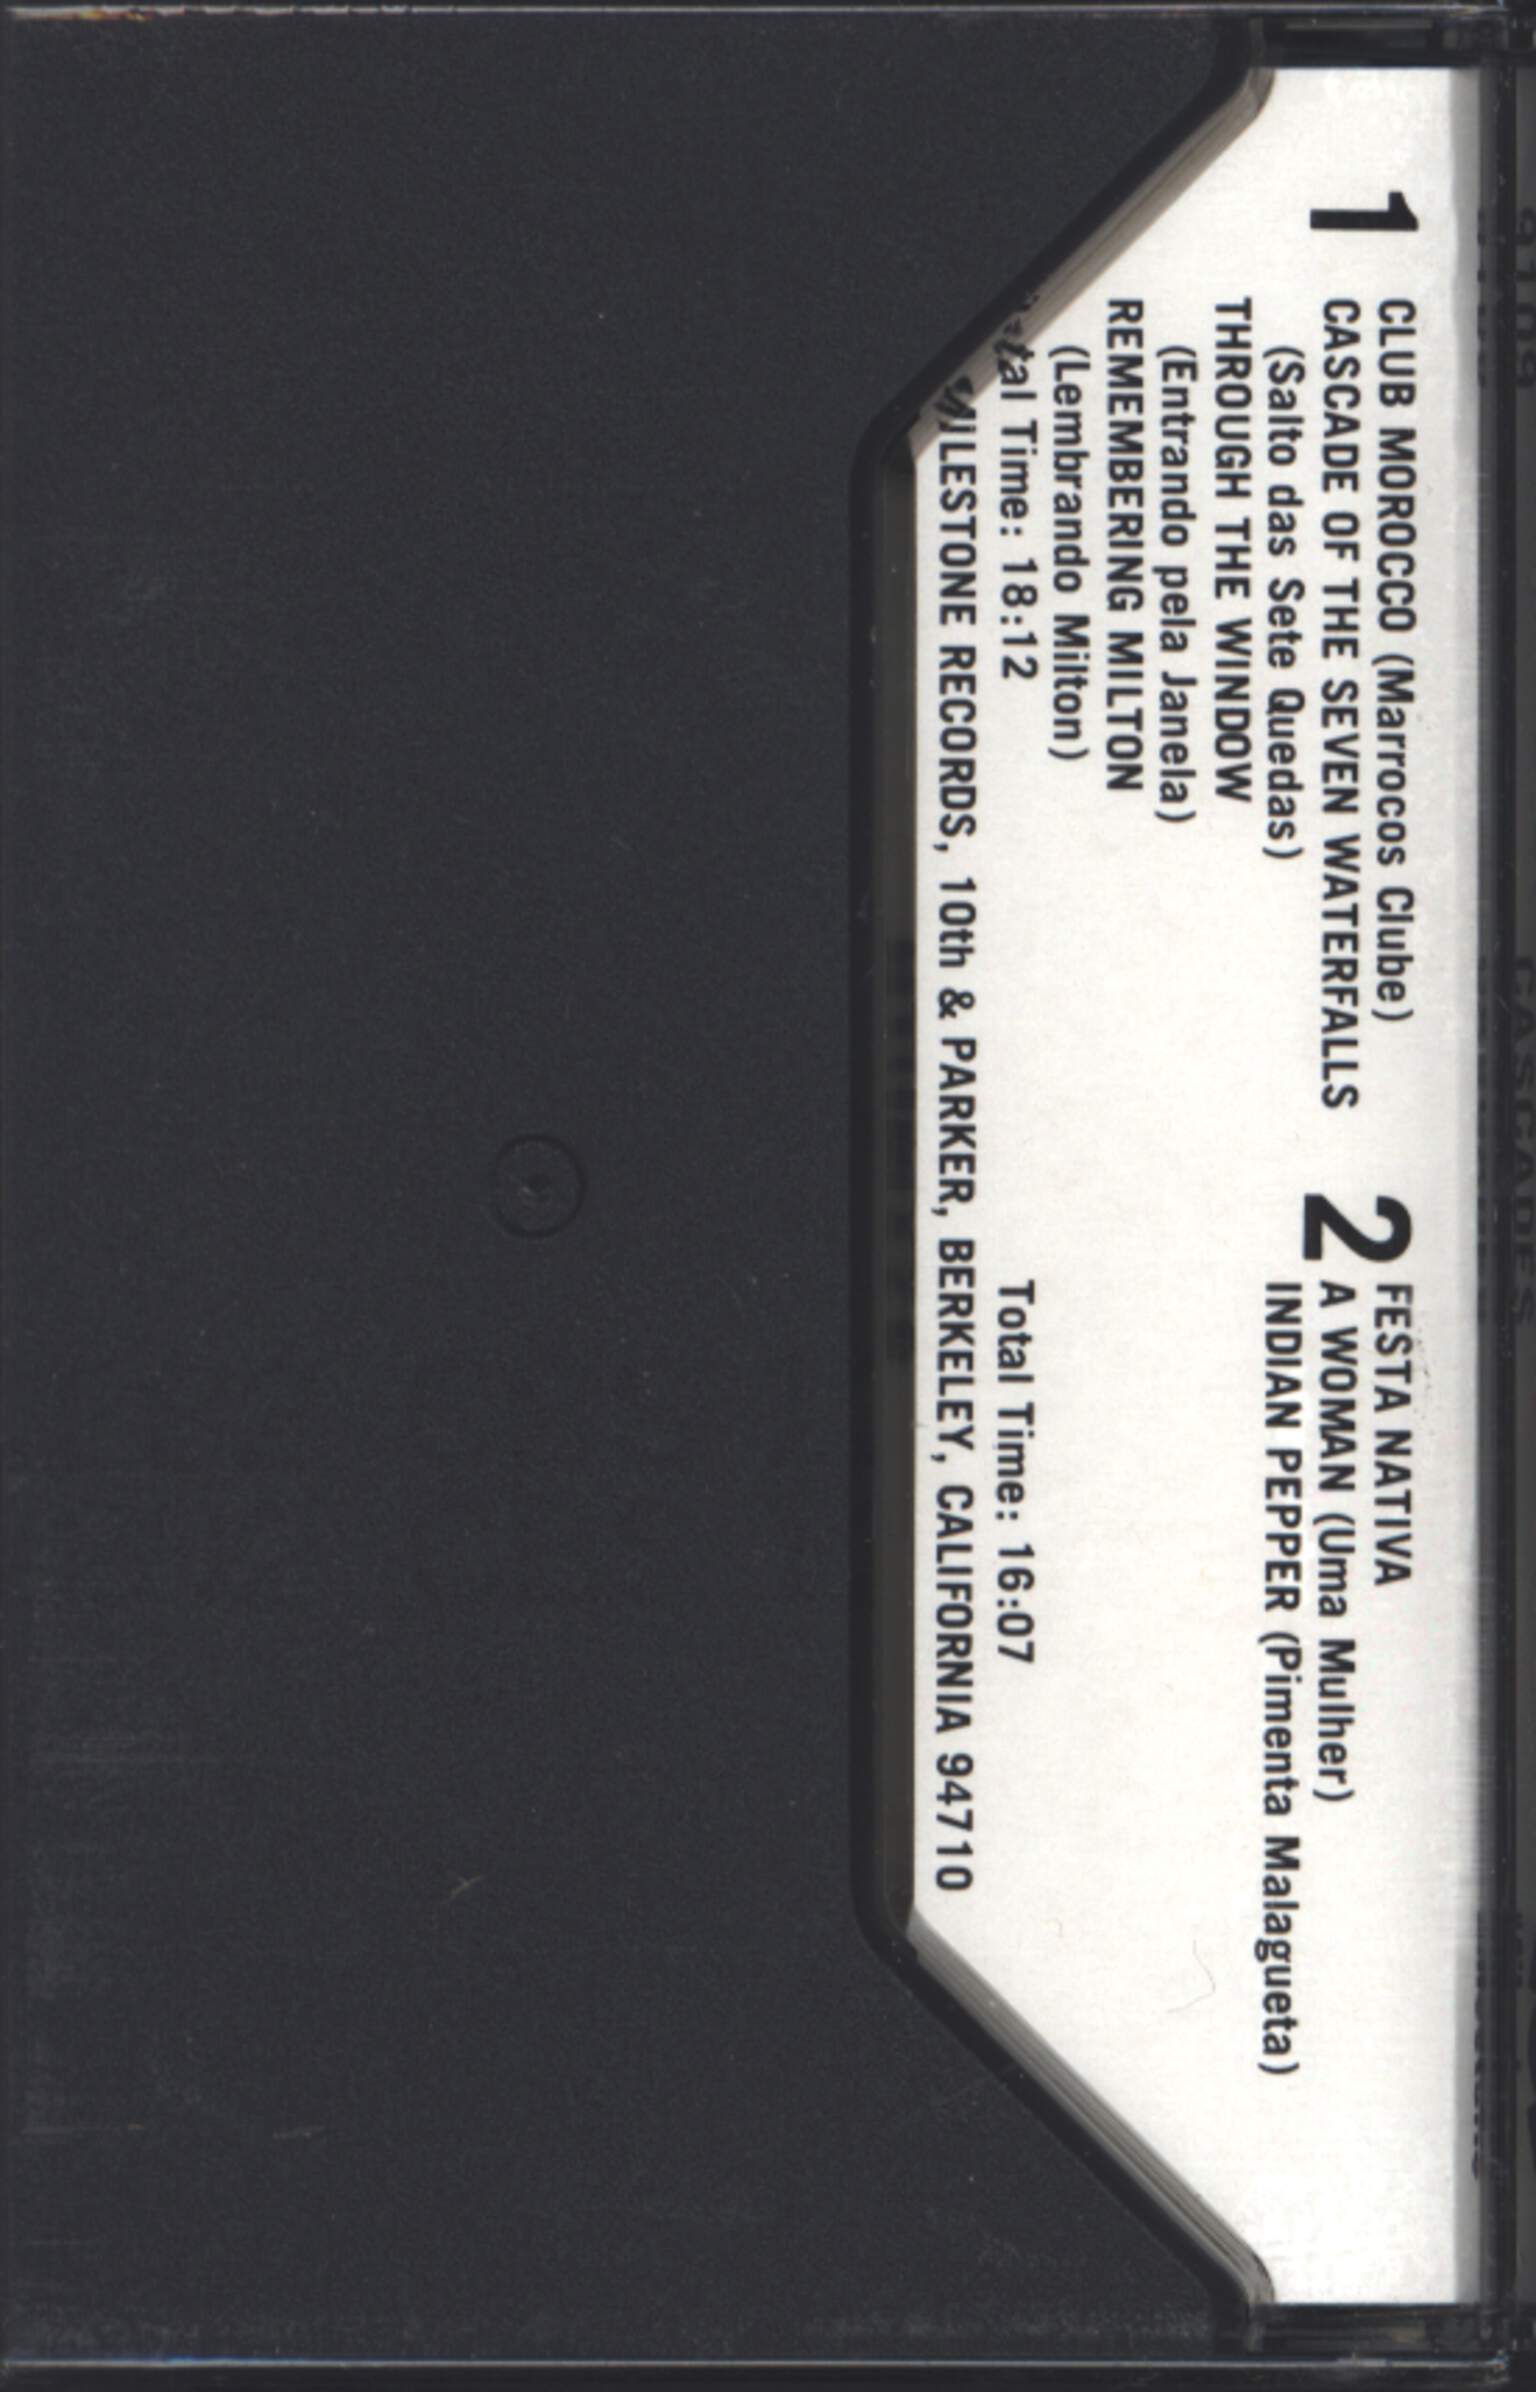 1
CLUB MOROCCO (Marrocos Clube)
CASCADE OF THE SEVEN WATERFALLS
(Salto das Sete Quedas)
THROUGH THE WINDOW
(Entrando pela Janela)
REMEMBERING MILTON
(Lembrando Milton)
Total Time: 18:12
2
FESTA NATIVA
A WOMAN (Uma Mulher)
INDIAN PEPPER (Pimenta Malagueta)
Total Time: 16:07
MILESTONE RECORDS, 10th & PARKER, BERKELEY, CALIFORNIA 94710